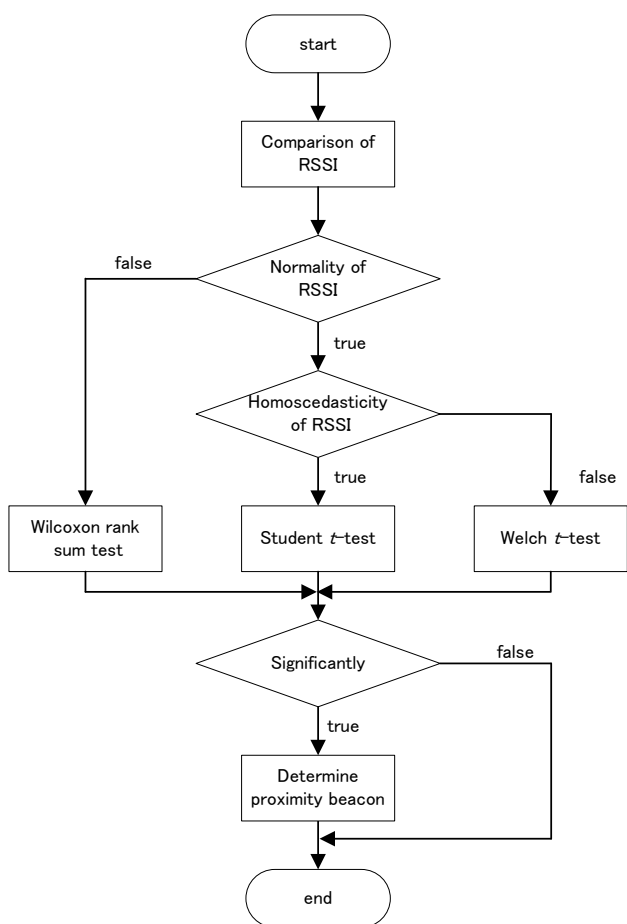 start
Comparison of
RSSI
Normality of
RSSI
false
true
Homoscedasticity
of RSSI
true
false
Wilcoxon rank
sum test
Student t-test
Welch t-test
Significantly
false
true
Determine
proximity beacon
end